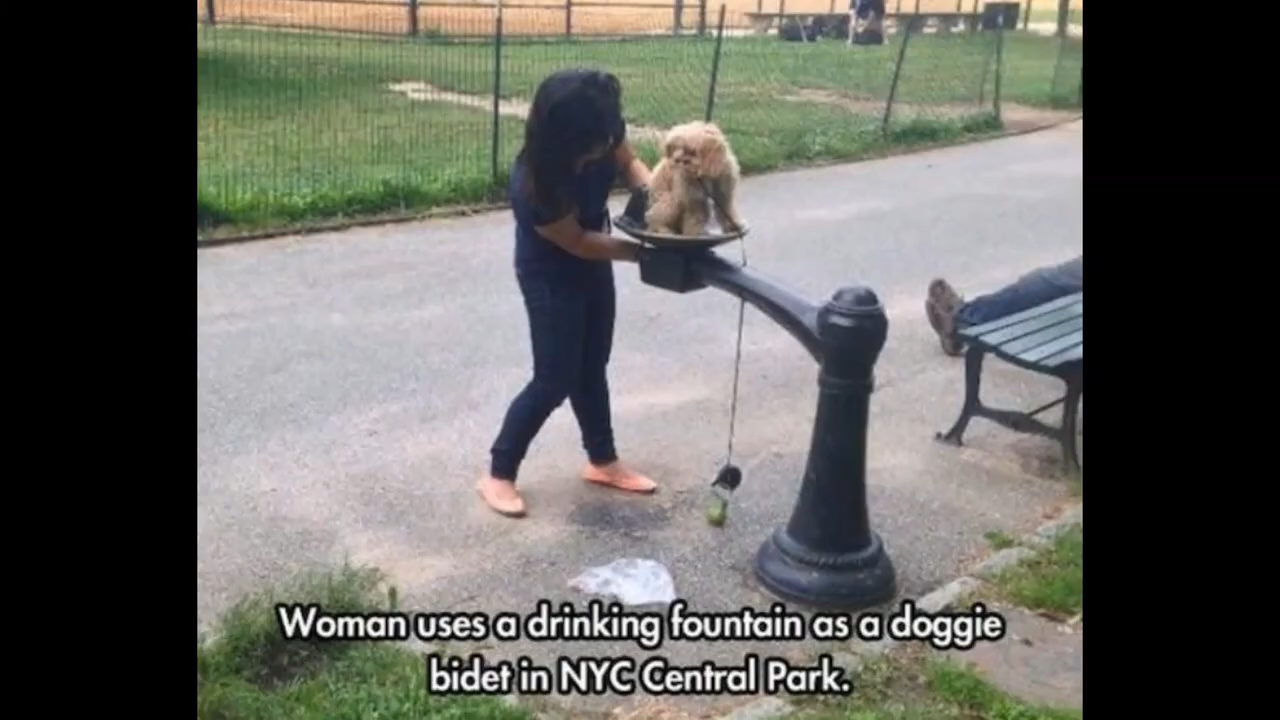 Woman uses a drinking fountain as a doggie
bidet in NYC Central Park.